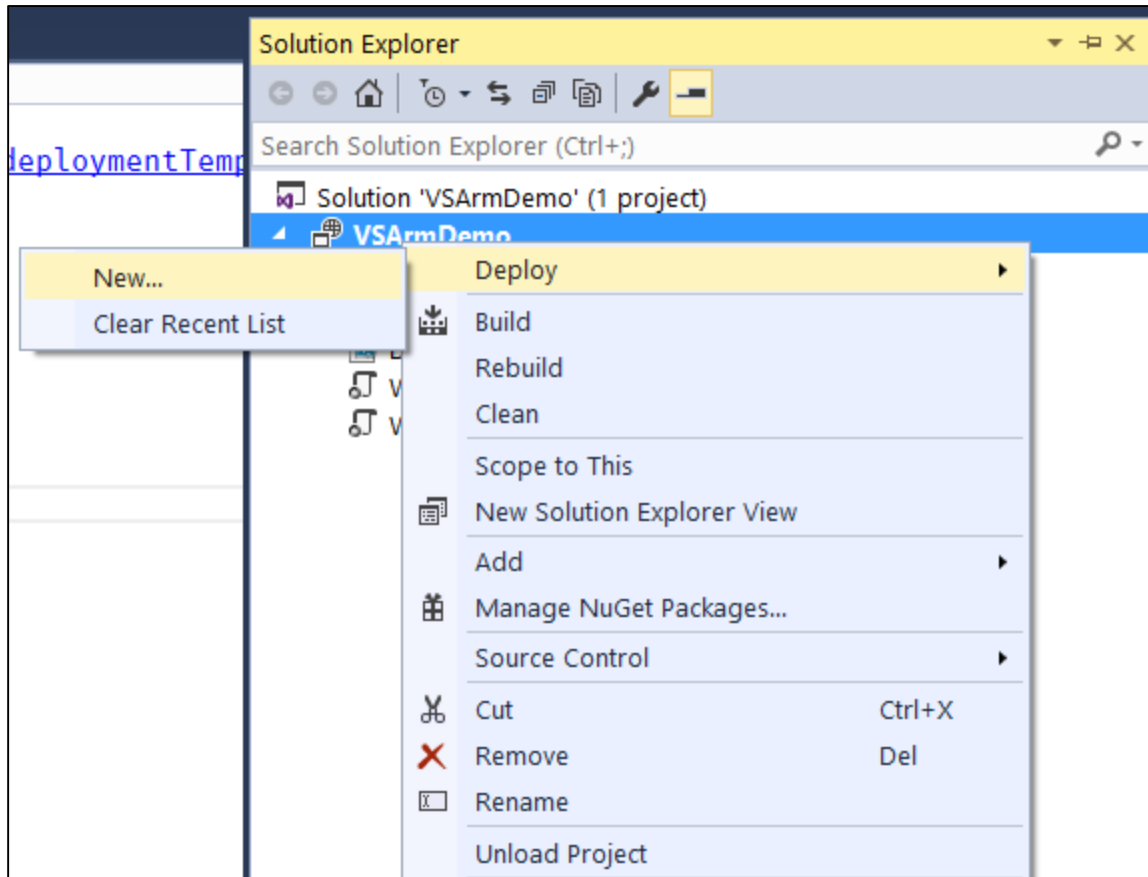 Solution Explorer
Search Solution Explorer (Ctrl+;)
Solution 'VSArmDemo' (1 project)
VSArmDemo
New...
Clear Recent List
Deploy
Build
Rebuild
Clean
Scope to This
New Solution Explorer View
Add
Manage NuGet Packages...
Source Control
Cut Ctrl+X
Remove Del
Rename
Unload Project